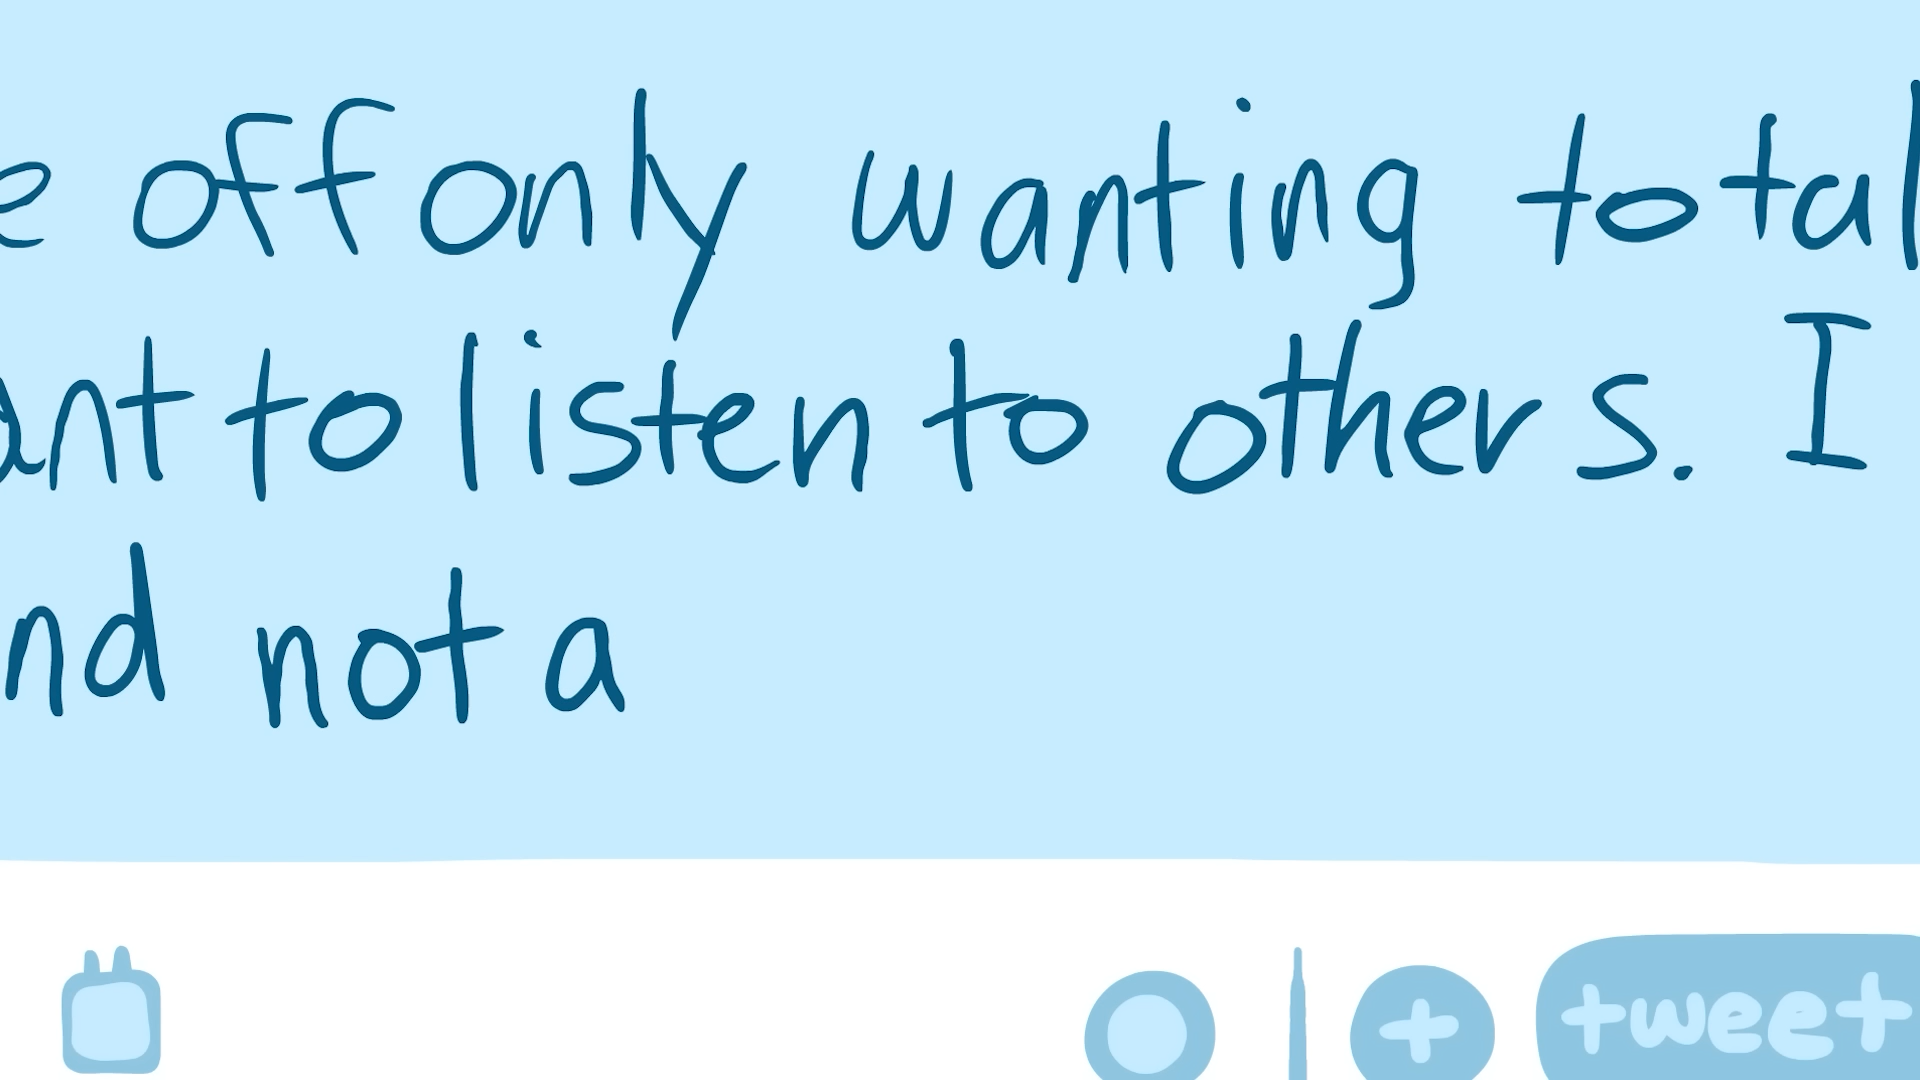 e off only wanting to tal
ant to listen to others. I
nd not a
tweet